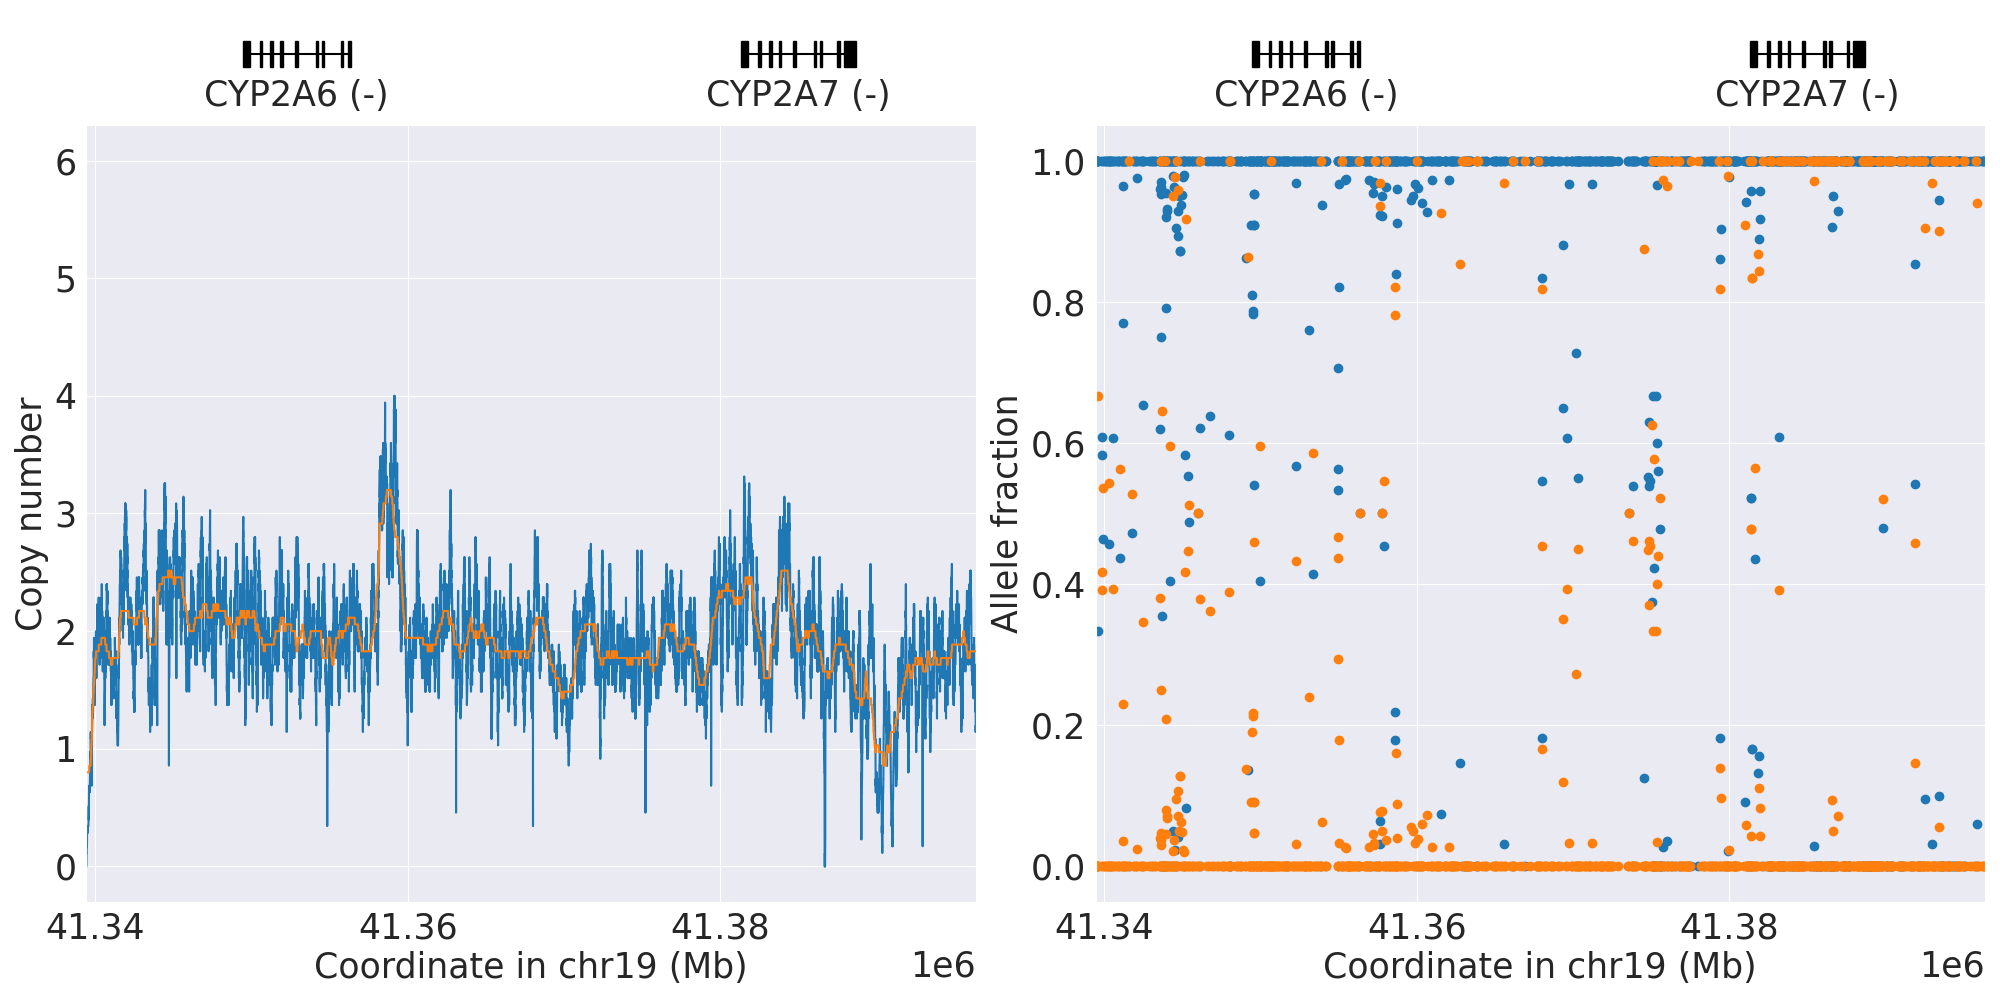 CYP2A6 (-)
CYP2A7 (-)
6
5
4
3
2
1
0
Copy number
41.34
41.36
41.38
Coordinate in chr19 (Mb)
1e6
CYP2A6 (-)
CYP2A7 (-)
1.0
0.8
0.6
0.4
0.2
0.0
Allele fraction
41.34
41.36
41.38
Coordinate in chr19 (Mb)
1e6